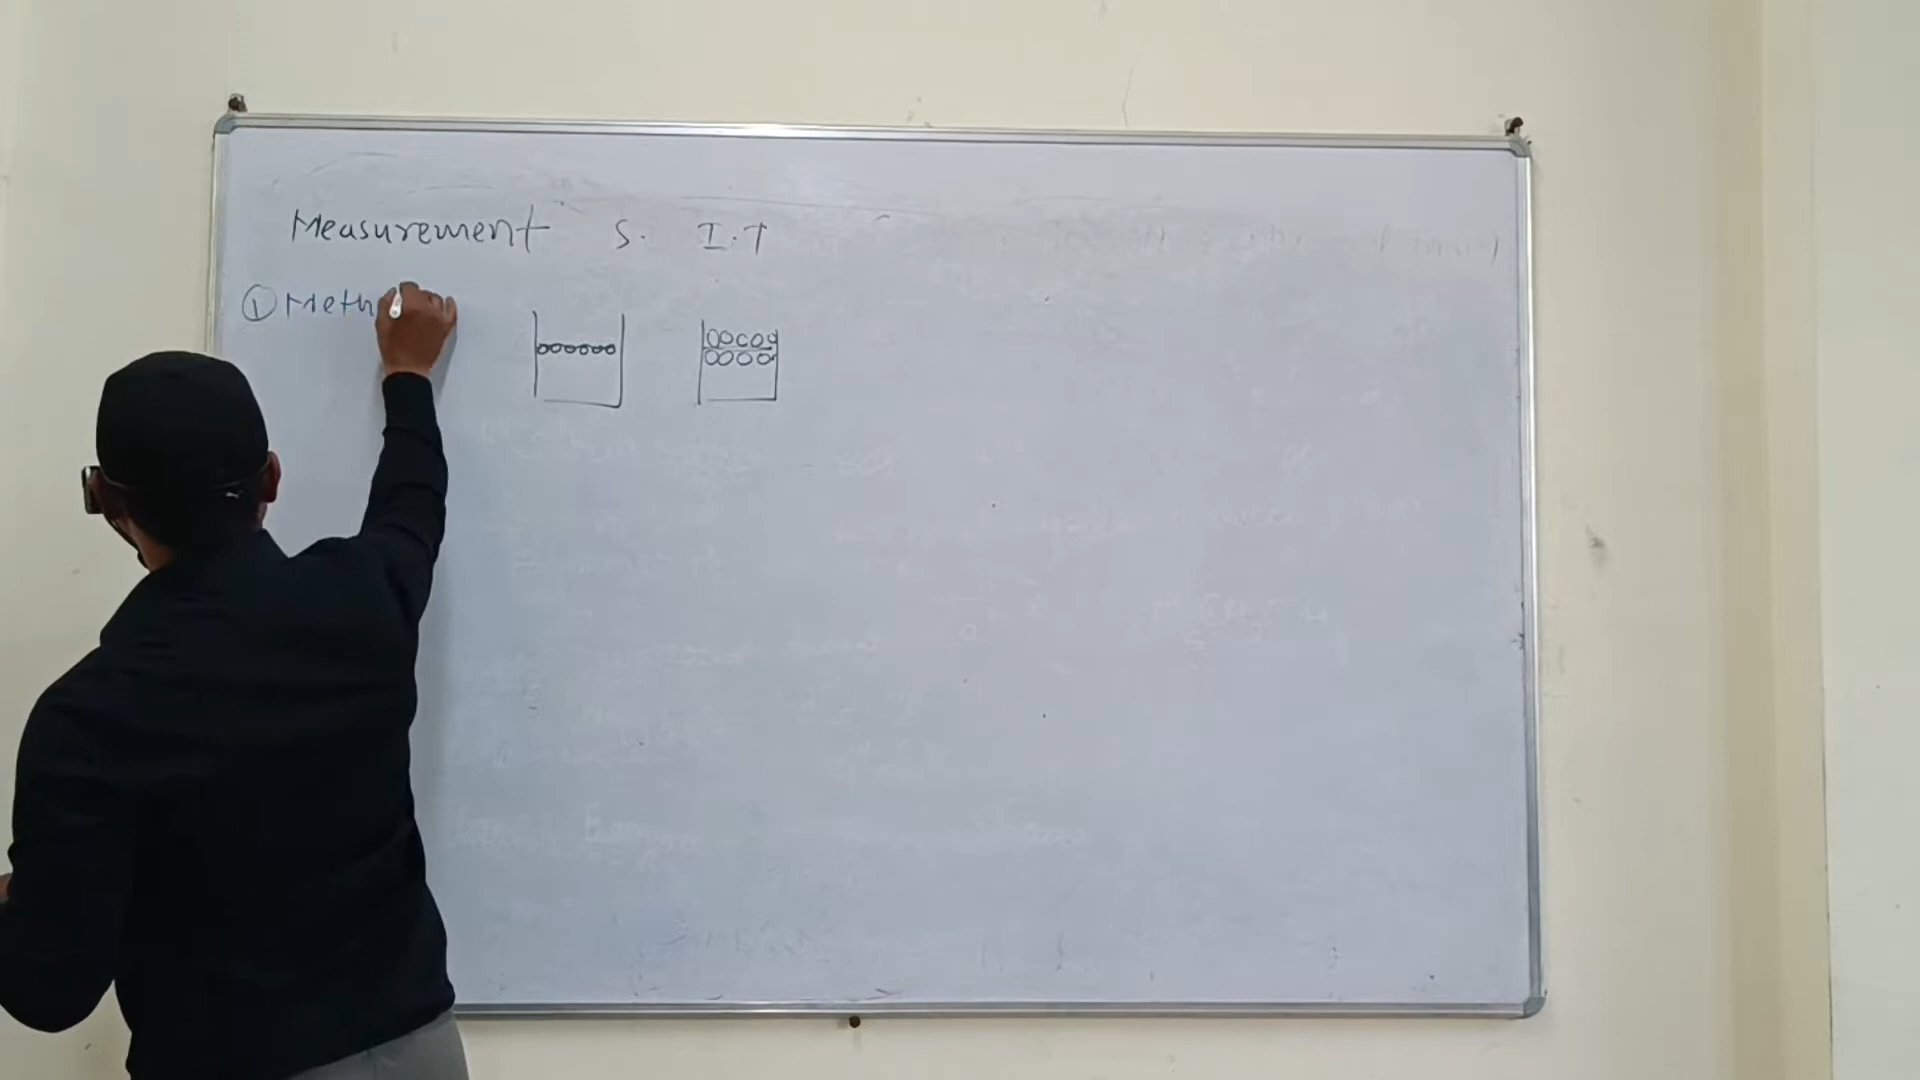 Measurement S. I.T
① Meth